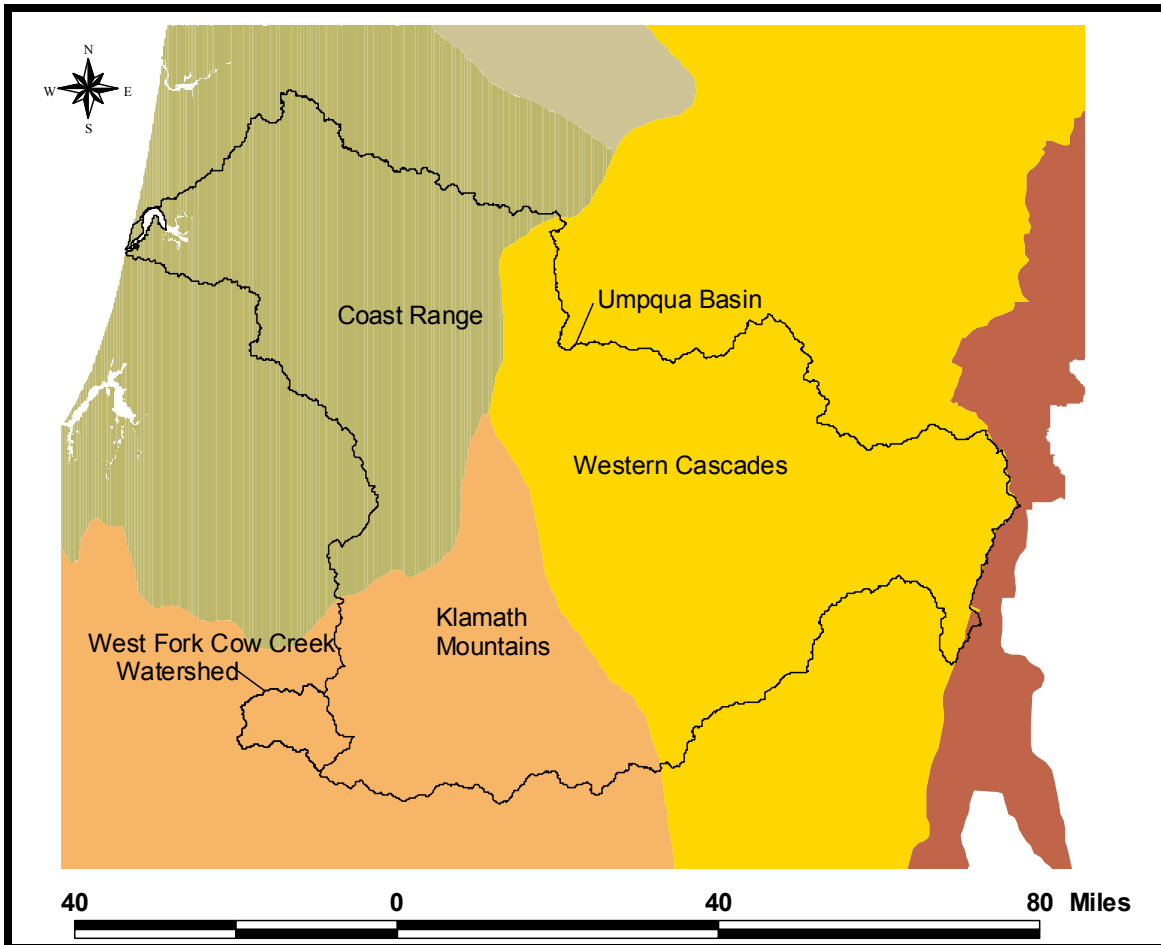 N
W E
S
Coast Range
Umpqua Basin
Western Cascades
Klamath
Mountains
West Fork Cow Creek
Watershed
40 0 40 80 Miles